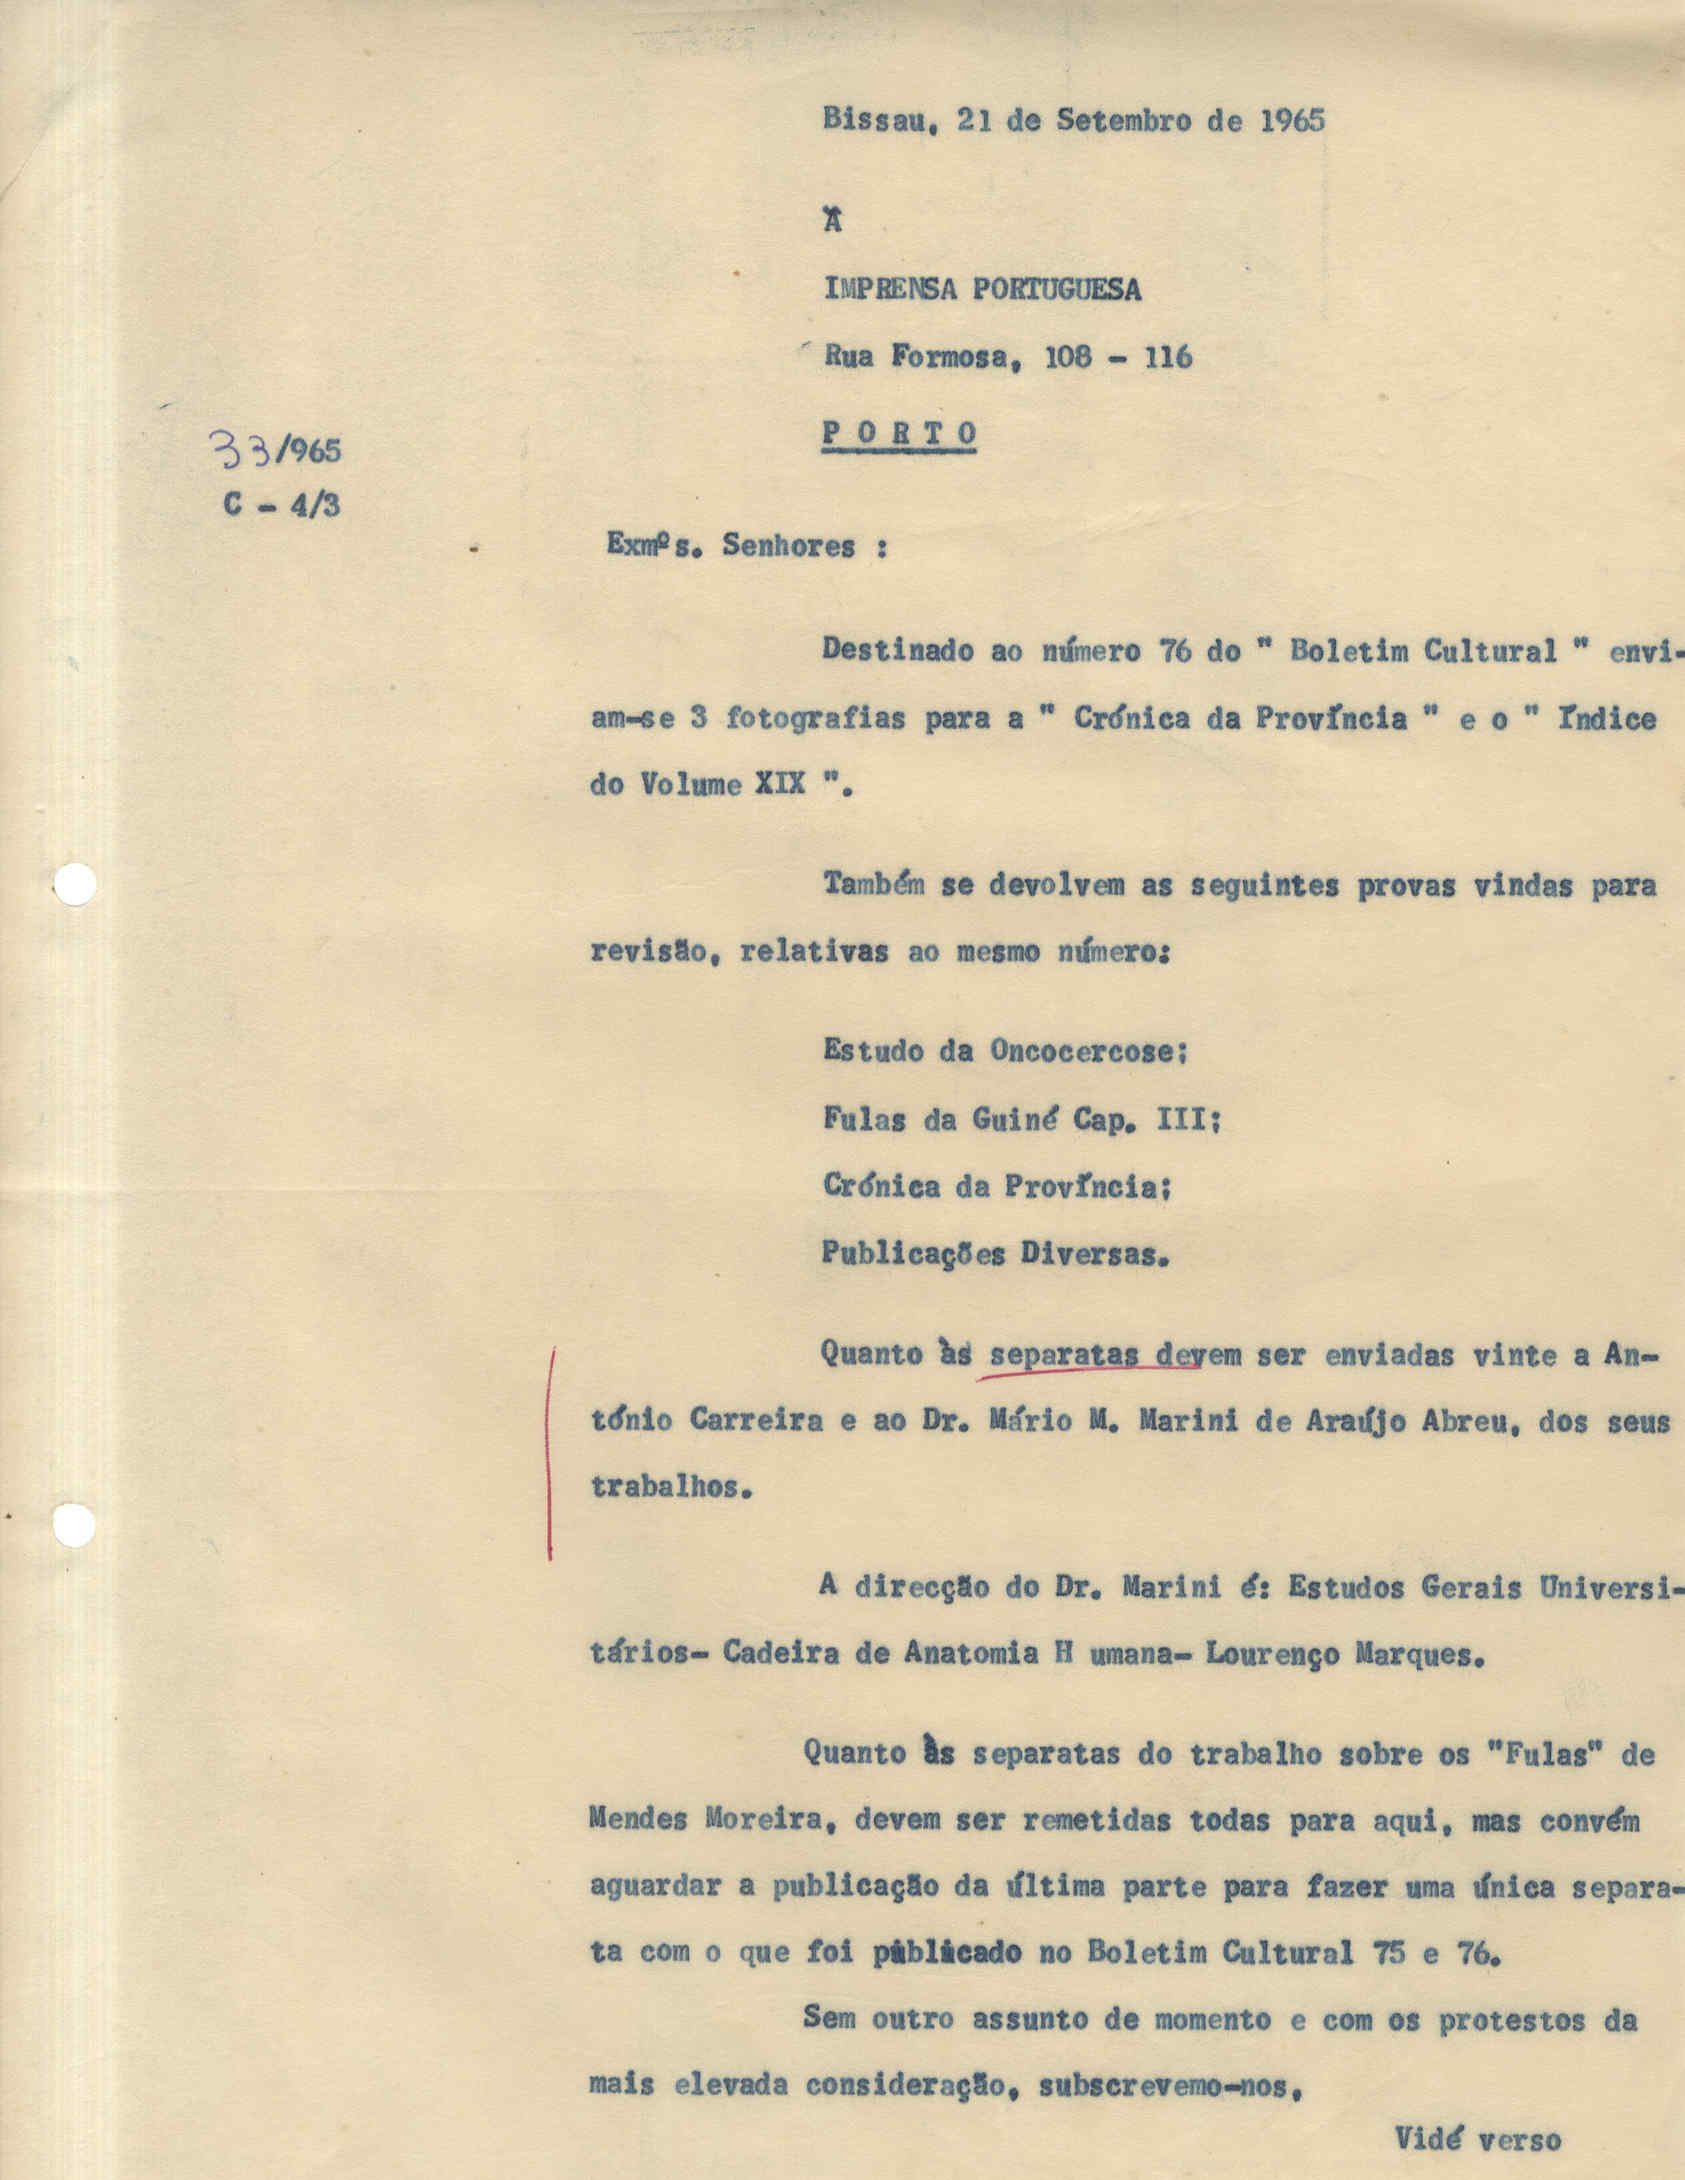 Bissau, 21 de Setembro de 1965
À
IMPRENSA PORTUGUESA
Rua Formosa, 108 - 116
P O R T O
33/965
C - 4/3
Exmºs. Senhores :
Destinado ao número 76 do " Boletim Cultural " envi-
am-se 3 fotografias para a " Crónica da Província " e o " Índice
do Volume XIX ".
Também se devolvem as seguintes provas vindas para
revisão, relativas ao mesmo número:
Estudo da Oncocercose;
Fulas da Guiné Cap. III;
Crónica da Província;
Publicações Diversas.
Quanto às separatas devem ser enviadas vinte a An-
tónio Carreira e ao Dr. Mário M. Marini de Araújo Abreu, dos seus
trabalhos.
A direcção do Dr. Marini é: Estudos Gerais Universi-
tários- Cadeira de Anatomia H umana- Lourenço Marques.
Quanto às separatas do trabalho sobre os "Fulas" de
Mendes Moreira, devem ser remetidas todas para aqui, mas convém
aguardar a publicação da última parte para fazer uma única separa-
ta com o que foi publicado no Boletim Cultural 75 e 76.
Sem outro assunto de momento e com os protestos da
mais elevada consideração, subscrevemo-nos,
Vidé verso